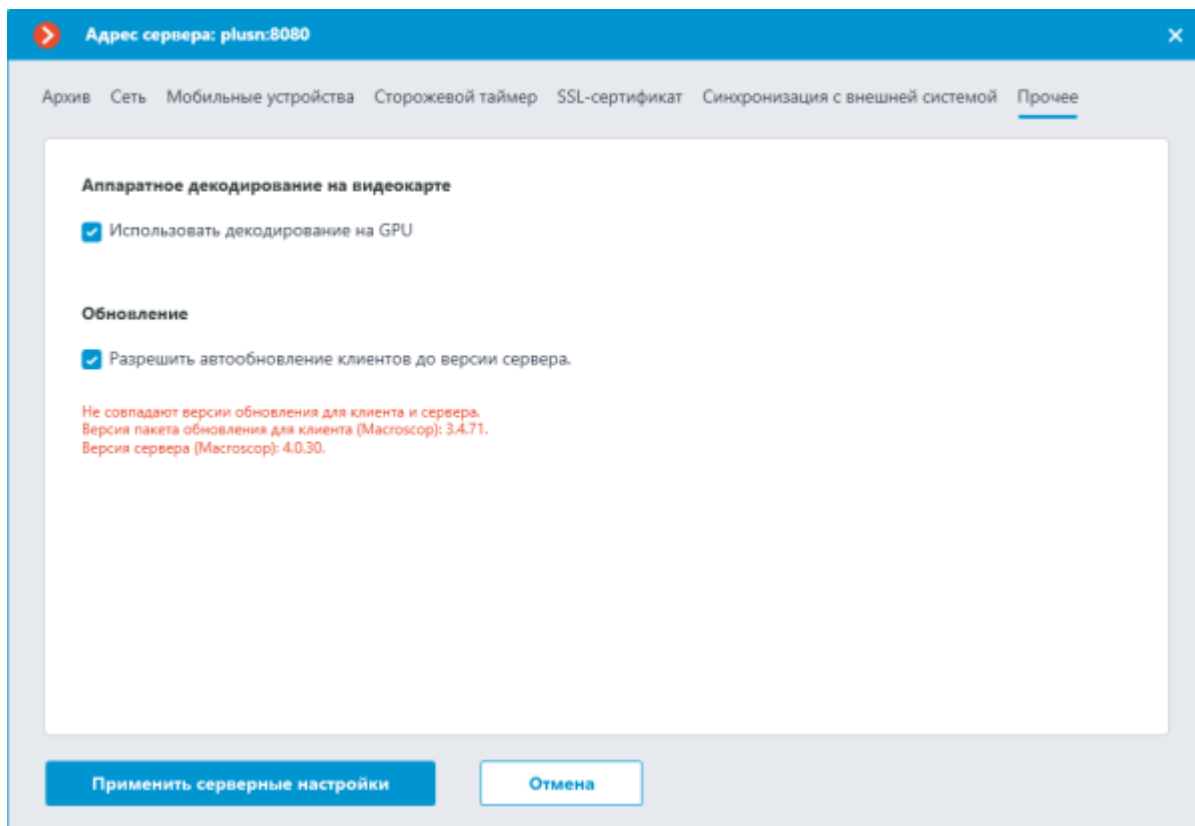 Адрес сервера: plusn:8080
Архив Сеть Мобильные устройства Сторожевой таймер SSL-сертификат Синхронизация с внешней системой Прочее
Аппаратное декодирование на видеокарте
Использовать декодирование на GPU
Обновление
Разрешить автообновление клиентов до версии сервера.
Не совпадают версии обновления для клиента и сервера.
Версия пакета обновления для клиента (Macroscop): 3.4.71.
Версия сервера (Macroscop): 4.0.30.
Применить серверные настройки Отмена